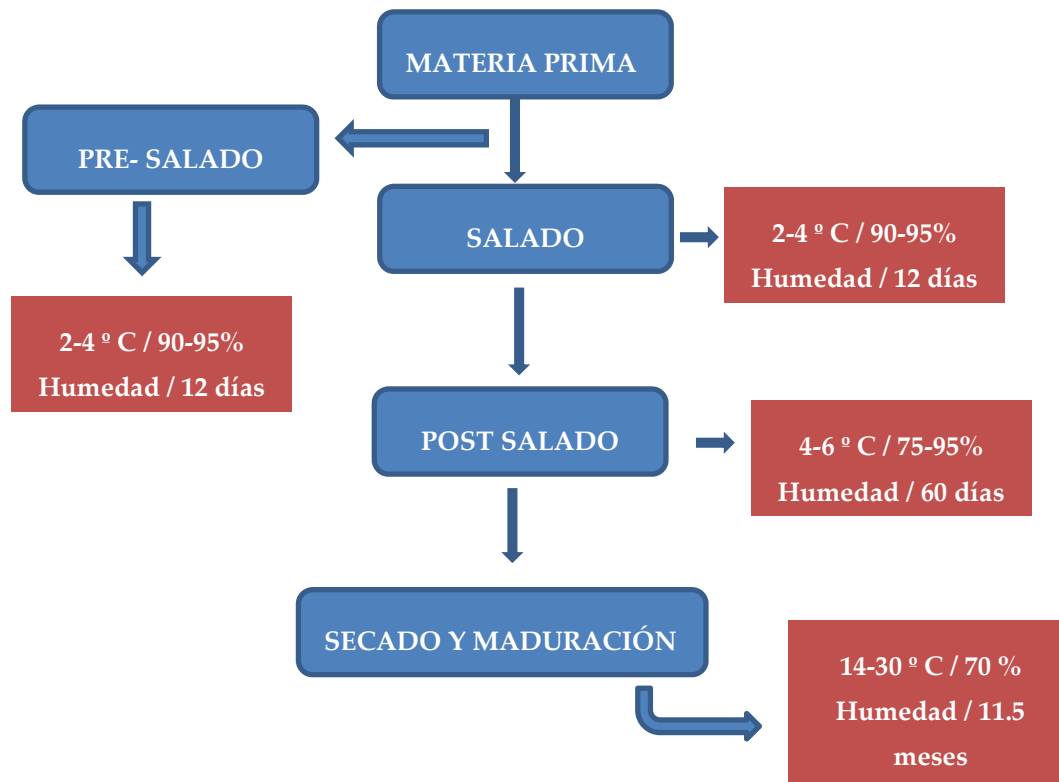 MATERIA PRIMA
PRE- SALADO
SALADO
2-4 º C / 90-95%
Humedad / 12 días
2-4 º C / 90-95%
Humedad / 12 días
POST SALADO
4-6 º C / 75-95%
Humedad / 60 días
SECADO Y MADURACIÓN
14-30 º C / 70 %
Humedad / 11.5
meses